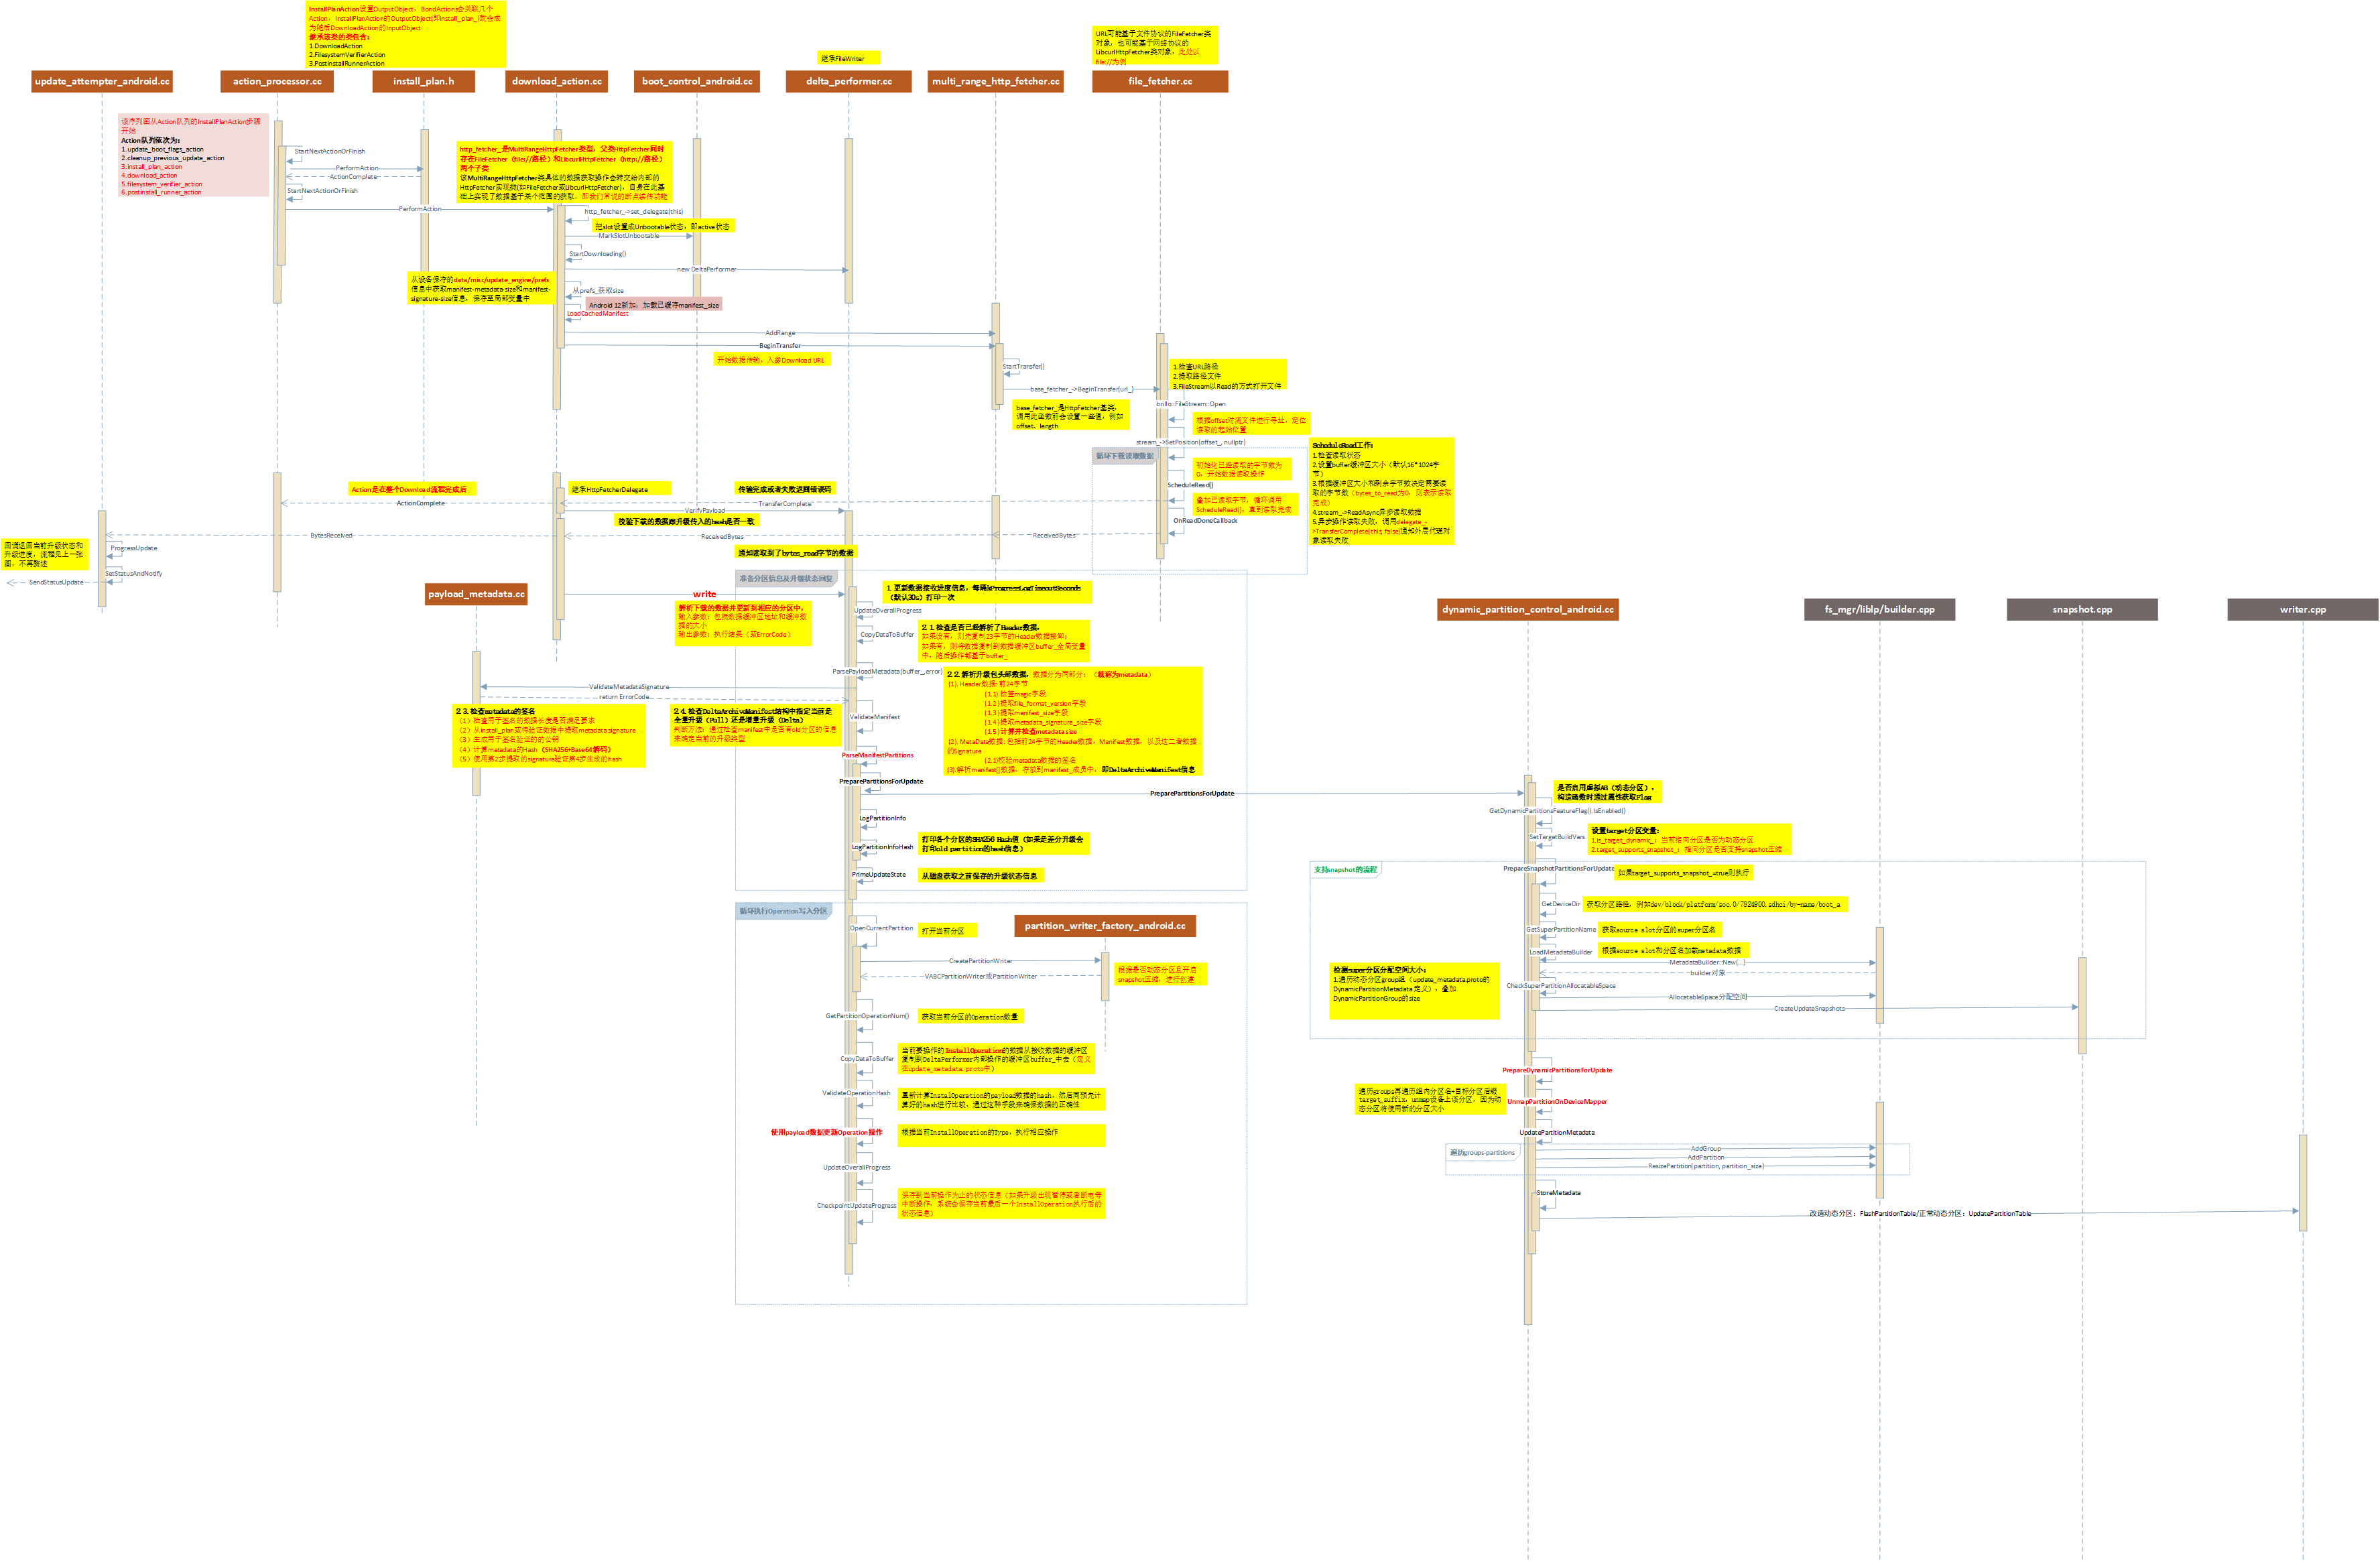 InstallPlanAction设置OutputObject，BondActions会关联几个
Action，InstallPlanAction的OutputObject(即install_plan_)就会成
为随后DownloadAction的InputObject
继承该类的类包含：
1.DownloadAction
2.FilesystemVerifierAction
3.PostinstallRunnerAction
继承FileWriter
URL可能基于文件协议的FileFetcher类
对象，也可能基于网络协议的
LibcurlHttpFetcher类对象，此处以
file://为例
update_attempter_android.cc
action_processor.cc
install_plan.h
download_action.cc
boot_control_android.cc
delta_performer.cc
multi_range_http_fetcher.cc
file_fetcher.cc
该序列图从Action队列的InstallPlanAction步骤
开始
Action队列依次为：
1.update_boot_flags_action
2.cleanup_previous_update_action
3.install_plan_action
4.download_action
5.filesystem_verifier_action
6.postinstall_runner_action
StartNextActionOrFinish
PerformAction
ActionComplete
StartNextActionOrFinish
PerformAction
http_fetcher_是MultiRangeHttpFetcher类型，父类HttpFetcher同时
存在FileFetcher（file://路径）和LibcurlHttpFetcher（http://路径）
两个子类
该MultiRangeHttpFetcher类具体的数据获取操作会转交给内部的
HttpFetcher实现类(如FileFetcher或LibcurlHttpFetcher)，自身在此基
础上实现了数据基于某个范围的获取，即我们常说的断点续传功能
http_fetcher_->set_delegate(this)
把slot设置成Unbootable状态，即active状态
MarkSlotUnbootable
StartDownloading()
new DeltaPerformer
从设备保存的data/misc/update_engine/prefs
信息中获取manifest-metadata-size和manifest-
signature-size信息，保存至局部变量中
从prefs_获取size
Android 12新加，加载已缓存manifest_size
LoadCachedManifest
AddRange
BeginTransfer
开始数据传输，入参Download URL
StartTransfer()
base_fetcher_->BeginTransfer(url_)
base_fetcher_是HttpFetcher基类，
调用此函数前会设置一些值，例如
offset、length
1.检查URL路径
2.提取路径文件
3.FileStream以Read的方式打开文件
brillo::FileStream::Open
根据offset对流文件进行寻址，定位
读取的起始位置
stream_->SetPosition(offset_, nullptr)
循环下载读取数据
初始化已经读取的字节数为
0，开始数据读取操作
ScheduleRead()
叠加已读取字节，循环调用
ScheduleRead()，直到读取完成
OnReadDoneCallback
ScheduleRead工作：
1.检查读取状态
2.设置buffer缓冲区大小（默认16*1024字
节）
3.根据缓冲区大小和剩余字节数决定需要读
取的字节数（bytes_to_read为0，则表示读取
完成）
4.stream_->ReadAsync异步读取数据
5.异步操作读取失败，调用delegate_-
>TransferComplete(this, false)通知外层代理对
象读取失败
Action是在整个Download流程完成后
继承HttpFetcherDelegate
传输完成或者失败返回错误码
ActionComplete
TransferComplete
VerifyPayload
校验下载的数据跟升级传入的hash是否一致
BytesReceived
ReceivedBytes
ReceivedBytes
通知读取到了bytes_read字节的数据
回调返回当前升级状态和
升级进度，流程见上一张
图，不再赘述
ProgressUpdate
SetStatusAndNotify
SendStatusUpdate
payload_metadata.cc
准备分区信息及升级状态回复
write
解析下载的数据并更新到相应的分区中，
输入参数：包括数据缓冲区地址和缓冲数
据的大小
输出参数：执行结果（或ErrorCode）
1.更新数据接收进度信息，每隔kProgressLogTimeoutSeconds
（默认30s）打印一次
UpdateOverallProgress
CopyDataToBuffer
2.1.检查是否已经解析了Header数据，
如果没有，则先复制23字节的Header数据接卸；
如果有，则将数据复制到数据缓冲区buffer_全局变量
中，随后操作都基于buffer_
ParsePayloadMetadata(buffer_,error)
ValidateMetadataSignature
return ErrorCode
2.2.解析升级包头部数据，数据分为两部分：（统称为metadata）
(1). Header数据: 前24字节
(1.1) 检查magic字段
(1.2)提取file_format_version字段
(1.3)提取manifest_size字段
(1.4)提取metadata_signature_size字段
(1.5)计算并检查metadata size
(2). MetaData数据: 包括前24字节的Header数据，Manifest数据，以及这二者数据
的Signature
(2.1)校验metadata数据的签名
(3).解析manifest[]数据，存放到manifest_成员中，即DeltaArchiveManifest信息
2.3.检查metadata的签名
（1）检查用于签名的数据长度是否满足要求
（2）从install_plan或待验证数据中提取metadata signature
（3）生成用于签名验证的的公钥
（4）计算metadata的Hash（SHA256+Base64解码）
（5）使用第2步提取的signature验证第4步生成的hash
2.4.检查DeltaArchiveManifest结构中指定当前是
全量升级（Full）还是增量升级（Delta）
判断方法：通过检查manifest中是否有old分区的信息
来确定当前的升级类型
ValidateManifest
ParseManifestPartitions
PreparePartitionsForUpdate
PreparePartitionsForUpdate
LogPartitionInfo
打印各个分区的SHA256 Hash值（如果是差分升级会
打印old partition的hash信息）
LogPartitionInfoHash
PrimeUpdateState
从磁盘获取之前保存的升级状态信息
循环执行Operation写入分区
OpenCurrentPartition
打开当前分区
partition_writer_factory_android.cc
CreatePartitionWriter
VABCPartitionWriter或PartitionWriter
根据是否动态分区且开启
snapshot压缩，进行创建
GetPartitionOperationNum()
获取当前分区的Operation数量
CopyDataToBuffer
当前要操作的InstallOperation的数据从接收数据的缓冲区
复制到DeltaPerformer内部操作的缓冲区buffer_中去（定义
在update_metadata.proto中）
ValidateOperationHash
重新计算InstalOperation的payload数据的hash，然后同预先计
算好的hash进行比较，通过这种手段来确保数据的正确性
使用payload数据更新Operation操作
根据当前InstallOperation的Type，执行相应操作
UpdateOverallProgress
CheckpointUpdateProgress
保存到当前操作为止的状态信息（如果升级出现暂停或者断电等
中断操作，系统会保存当前最后一个InstallOperation执行后的
状态信息）
dynamic_partition_control_android.cc
fs_mgr/liblp/builder.cpp
snapshot.cpp
writer.cpp
是否启用虚拟AB（动态分区），
构造函数时通过属性获取Flag
GetDynamicPartitionsFeatureFlag().IsEnabled()
SetTargetBuildVars
设置target分区变量：
1.is_target_dynamic_：当前指向分区是否为动态分区
2.target_supports_snapshot_：指向分区是否支持snapshot压缩
支持snapshot的流程
PrepareSnapshotPartitionsForUpdate
如果target_supports_snapshot_=true则执行
GetDeviceDir
获取分区路径，例如dev/block/platform/soc.0/7824900.sdhci/by-name/boot_a
GetSuperPartitionName
获取source slot分区的super分区名
LoadMetadataBuilder
根据source slot和分区名加载metadata数据
MetadataBuilder::New(...)
builder对象
检测super分区分配空间大小：
1.遍历动态分区group组（update_metadata.proto的
DynamicPartitionMetadata 定义），叠加
DynamicPartitionGroup的size
CheckSuperPartitionAllocatableSpace
AllocatableSpace分配空间
CreateUpdateSnapshots
PrepareDynamicPartitionsForUpdate
遍历groups再遍历组内分区名+目标分区后缀
target_suffix，unmap设备上该分区，因为动
态分区将使用新的分区大小
UnmapPartitionOnDeviceMapper
UpdatePartitionMetadata
遍历groups-partitions
AddGroup
AddPartition
ResizePartition(partition, partition_size)
StoreMetadata
改造动态分区：FlashPartitionTable/正常动态分区：UpdatePartitionTable